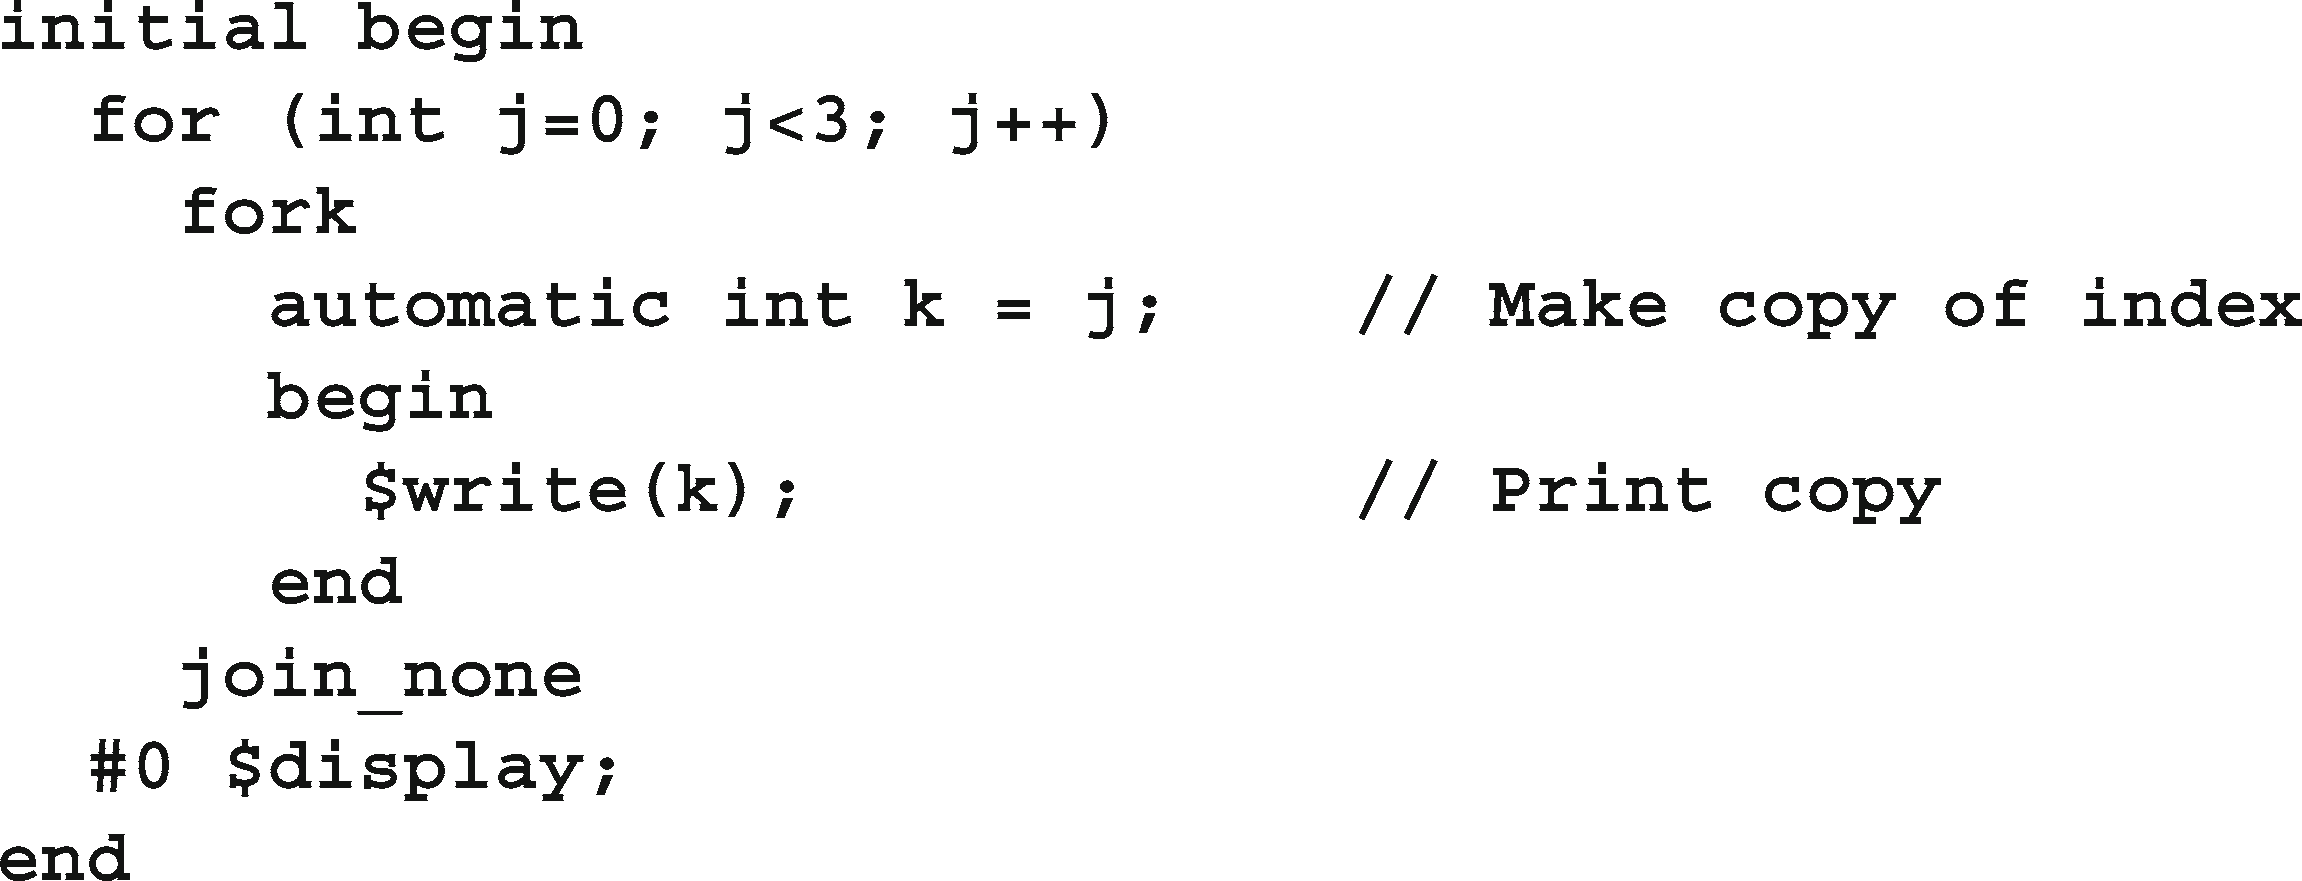 initial begin
for (int j=0; j<3; j++)
fork
automatic int k = j; // Make copy of index
begin
$write(k); // Print copy
end
join_none
#0 $display;
end